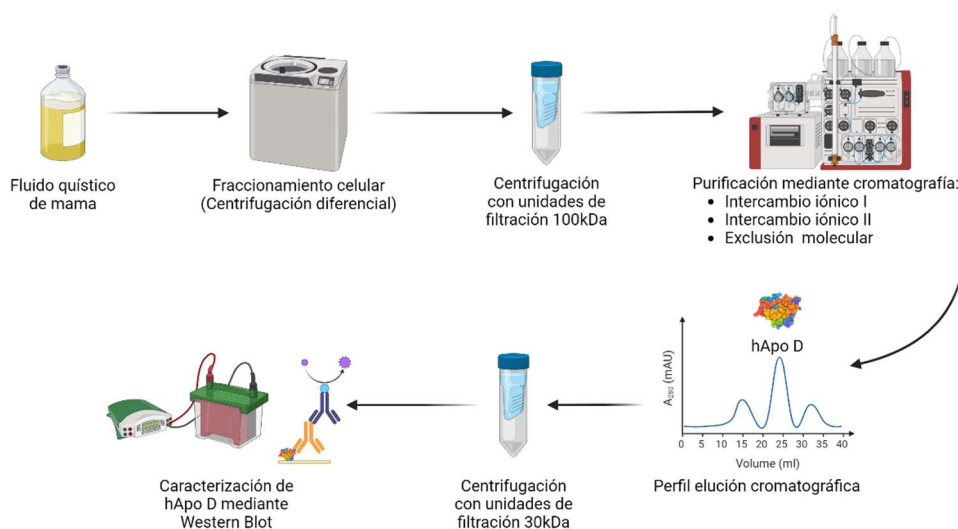 Fluido quístico
de mama
Fraccionamiento celular
(Centrifugación diferencial)
Centrifugación
con unidades de
filtración 100kDa
Purificación mediante cromatografía:
• Intercambio iónico I
• Intercambio iónico II
• Exclusión molecular
hApo D
A280 (mAU)
0 5 10 15 20 25 30 35 40
Volume (ml)
Perfil elución cromatográfica
Centrifugación
con unidades de
filtración 30kDa
Caracterización de
hApo D mediante
Western Blot